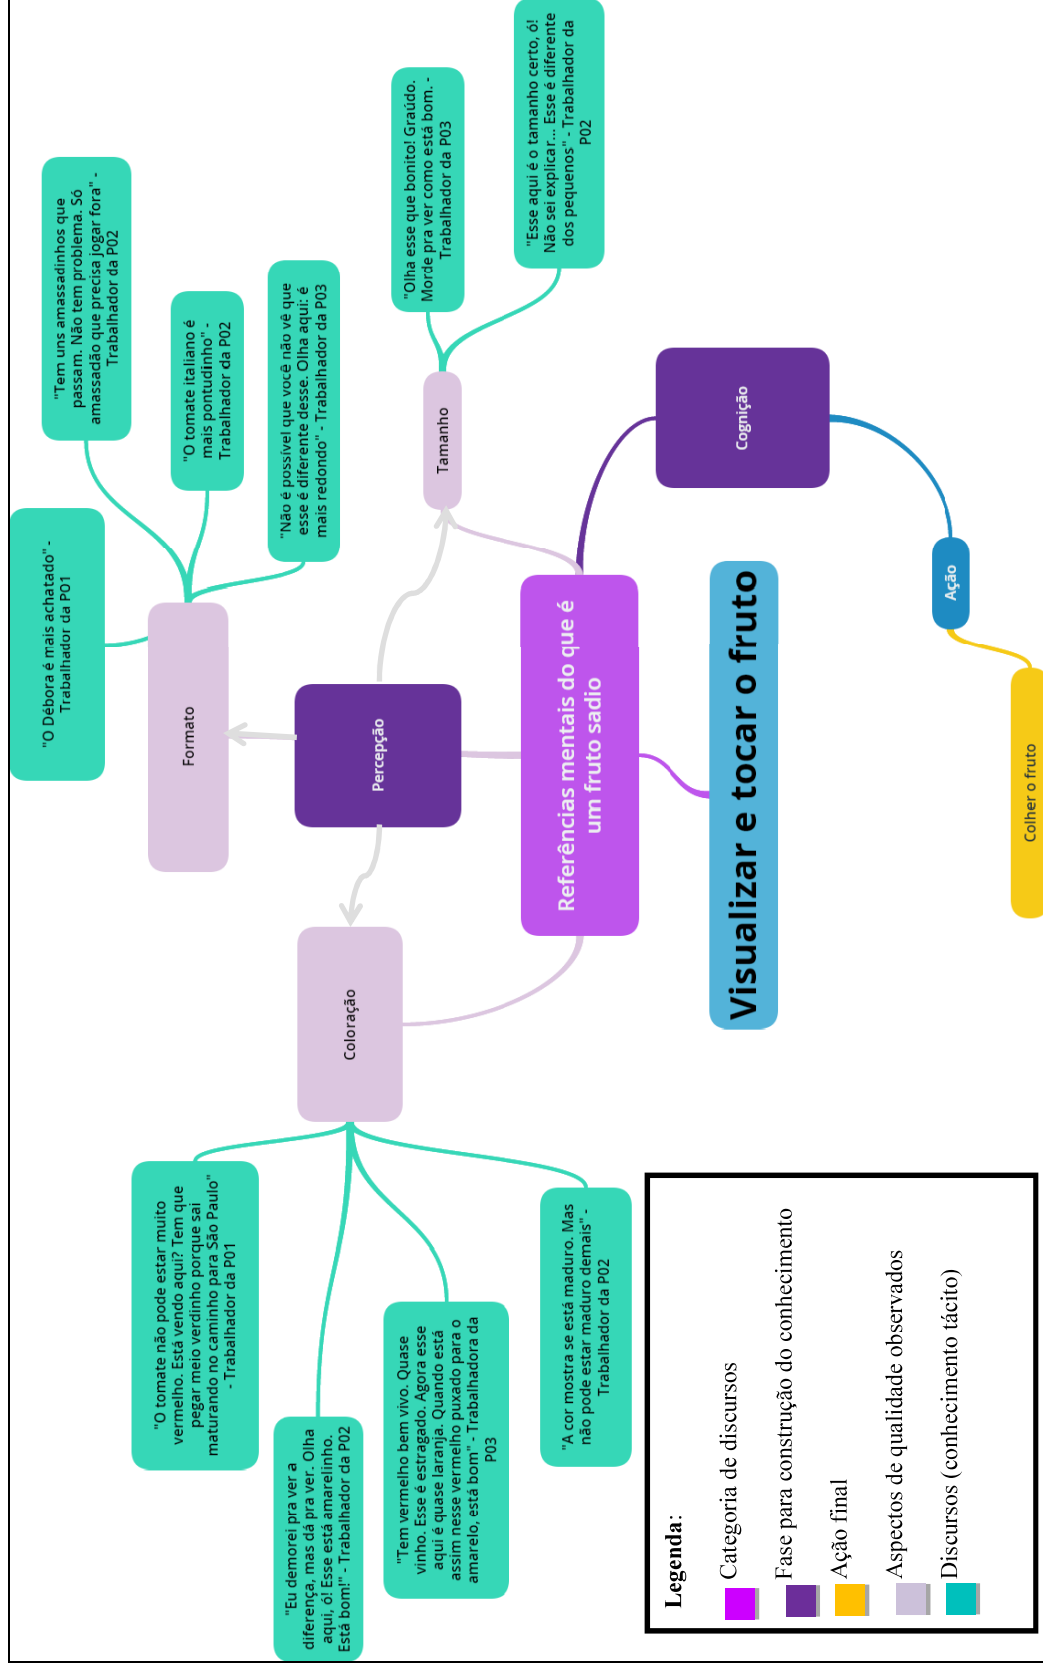 "O tomate não pode estar muito
vermelho. Está vendo aqui? Tem que
pegar meio verdinho porque sai
maturando no caminho para São Paulo"
- Trabalhador da P01
"Eu demorei pra ver a
diferença, mas dá pra ver. Olha
aqui, ó! Esse está amarelinho.
Está bom!" - Trabalhador da P02
"Tem vermelho bem vivo. Quase
vinho. Esse é estragado. Agora esse
aqui é quase laranja. Quando está
assim nesse vermelho puxado para o
amarelo, está bom" - Trabalhadora da
P03
"A cor mostra se está maduro. Mas
não pode estar maduro demais" -
Trabalhador da P02
Coloração
"O Débora é mais achatado" -
Trabalhador da P01
"Tem uns amassadinhos que
passam. Não tem problema. Só
amassadão que precisa jogar fora" -
Trabalhador da P02
"O tomate italiano é
mais pontudinho" -
Trabalhador da P02
"Não é possível que você não vê que
esse é diferente desse. Olha aqui: é
mais redondo" - Trabalhador da P03
Formato
Percepção
"Olha esse que bonito! Graúdo.
Morde pra ver como está bom. -
Trabalhador da P03
"Esse aqui é o tamanho certo, ó!
Não sei explicar... Esse é diferente
dos pequenos" - Trabalhador da
P02
Tamanho
Referências mentais do que é
um fruto sadio
Cognição
Visualizar e tocar o fruto
Ação
Colher o fruto
Legenda:
Categoria de discursos
Fase para construção do conhecimento
Ação final
Aspectos de qualidade observados
Discursos (conhecimento tácito)